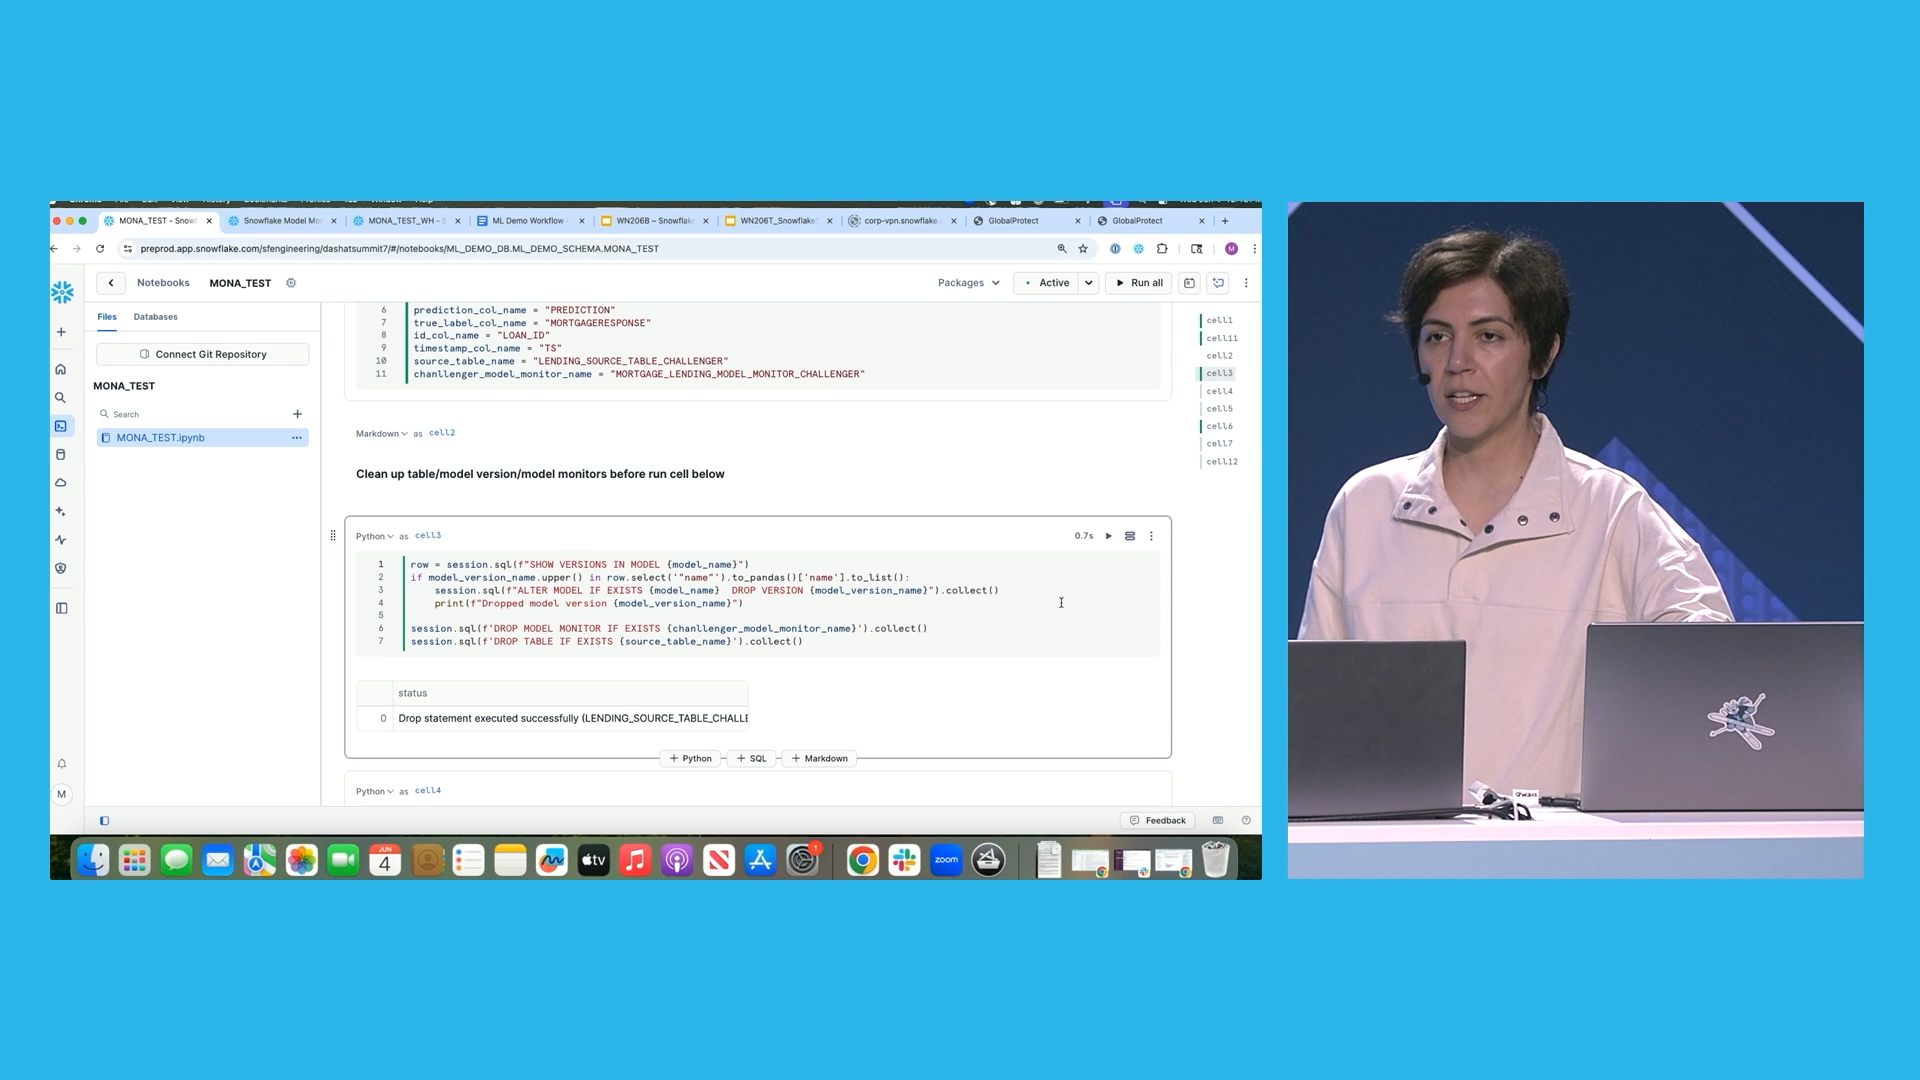 MONA_TEST - Snowf
Snowflake Model Mo
MONA_TEST_WH - S
ML Demo Workflow -
WN206B – Snowflak
WN206T_Snowflake
corp-vpn.snowflake.c
GlobalProtect
GlobalProtect
preprod.app.snowflake.com/sfengineering/dashatsummit7/#/notebooks/ML_DEMO_DB.ML_DEMO_SCHEMA.MONA_TEST
M
Notebooks
MONA_TEST
Packages
Active
Run all
Files
Databases
Connect Git Repository
MONA_TEST
Search
MONA_TEST.ipynb
M
6 prediction_col_name = "PREDICTION"
7 true_label_col_name = "MORTGAGERESPONSE"
8 id_col_name = "LOAN_ID"
9 timestamp_col_name = "TS"
10 source_table_name = "LENDING_SOURCE_TABLE_CHALLENGER"
11 chanllenger_model_monitor_name = "MORTGAGE_LENDING_MODEL_MONITOR_CHALLENGER"
Markdown as cell2
Clean up table/model version/model monitors before run cell below
Python as cell3
0.7s
1 row = session.sql(f"SHOW VERSIONS IN MODEL {model_name}")
2 if model_version_name.upper() in row.select('"name"').to_pandas()['name'].to_list():
3 session.sql(f"ALTER MODEL IF EXISTS {model_name} DROP VERSION {model_version_name}").collect()
4 print(f"Dropped model version {model_version_name}")
5
6 session.sql(f'DROP MODEL MONITOR IF EXISTS {chanllenger_model_monitor_name}').collect()
7 session.sql(f'DROP TABLE IF EXISTS {source_table_name}').collect()
status
0 Drop statement executed successfully (LENDING_SOURCE_TABLE_CHALLE
+ Python
+ SQL
+ Markdown
Python as cell4
cell1
cell11
cell2
cell3
cell4
cell5
cell6
cell7
cell12
Feedback
JUN
4
tv
1
zoom